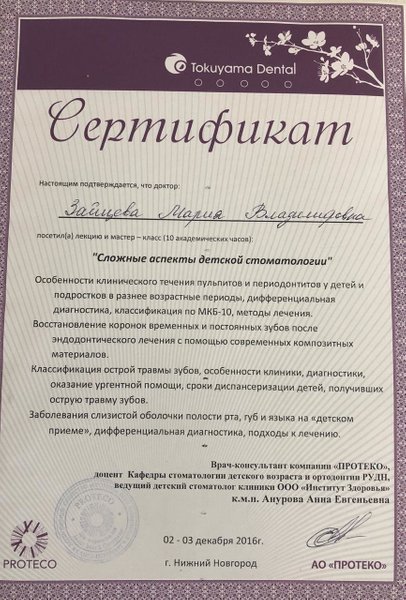 Tokuyama Dental
Сертификат
Настоящим подтверждается, что доктор:
Зайцева Мария Владимировна
посетил(а) лекцию и мастер – класс (10 академических часов):
"Сложные аспекты детской стоматологии"
Особенности клинического течения пульпитов и периодонтитов у детей и
подростков в раннее возрастные периоды, дифференциальная
диагностика, классификация по МКБ-10, методы лечения.
Восстановление коронок временных и постоянных зубов после
эндодонтического лечения с помощью современных композитных
материалов.
Классификация острой травмы зубов, особенности клиники, диагностики,
оказание ургентной помощи, сроки диспансеризации детей, получивших
острую травму зубов.
Заболевания слизистой оболочки полости рта, губ и языка на «детском
приеме», дифференциальная диагностика, подходы к лечению.
Врач-консультант компании «ПРОТЕКО»,
доцент Кафедры стоматологии детского возраста и ортодонтии РУДН,
ведущий детский стоматолог клиники ООО «Институт Здоровья»
к.м.н. Анурова Анна Евгеньевна
02 - 03 декабря 2016г.
PROTECO
г. Нижний Новгород
АО «ПРОТЕКО»